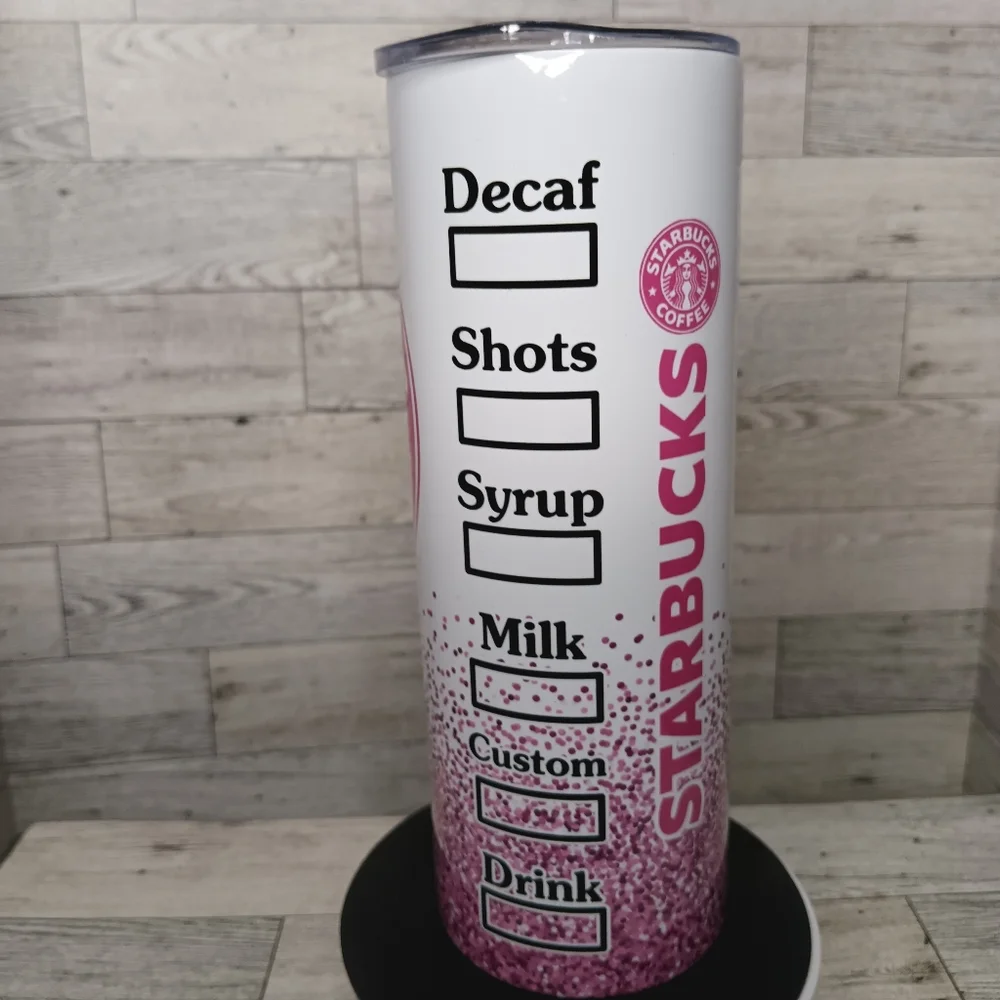 Decaf
Shots
Syrup
Milk
Custom
Drink
STARBUCKS
COFFEE
STARBUCKS